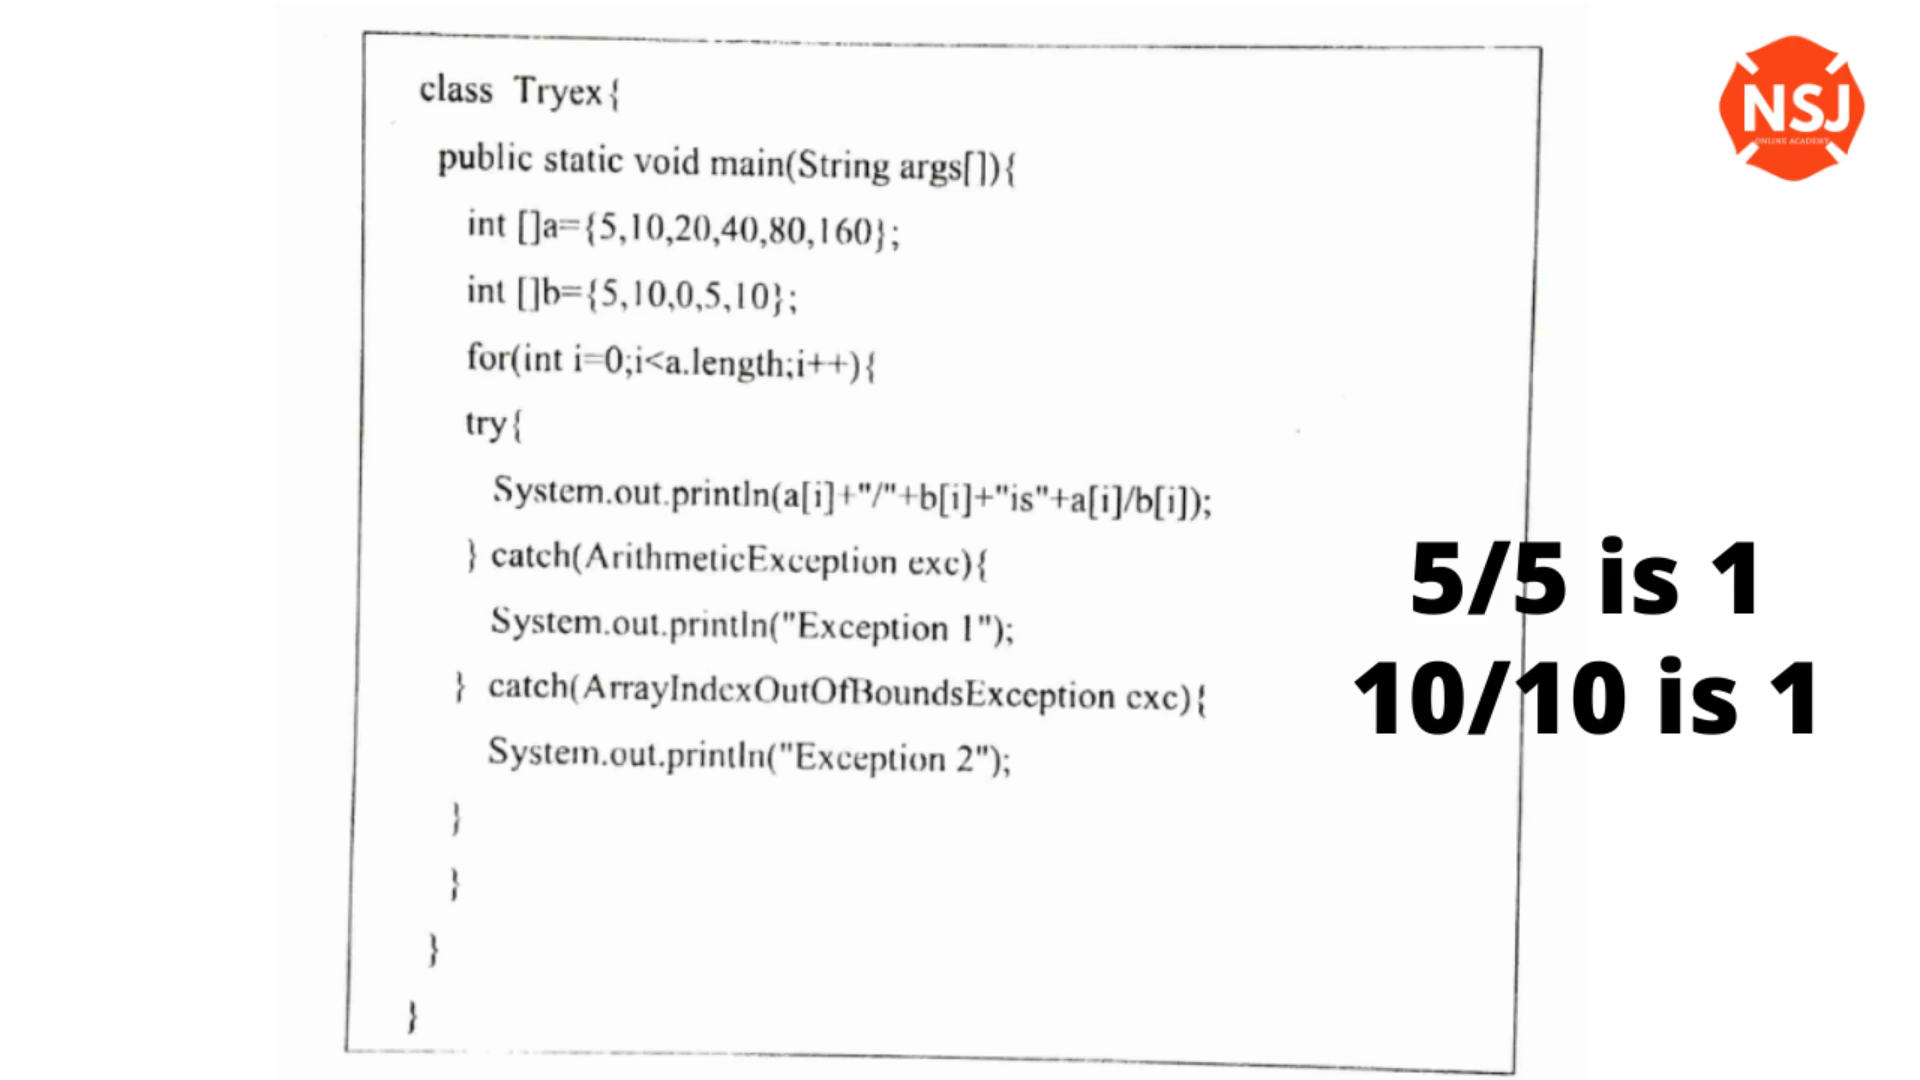 class Tryex{
public static void main(String args[]){
int []a={5,10,20,40,80,160};
int []b={5,10,0,5,10};
for(int i=0;i<a.length;i++){
try{
System.out.println(a[i]+"/"+b[i]+"is"+a[i]/b[i]);
} catch(ArithmeticException exc){
System.out.println("Exception 1");
} catch(ArrayIndexOutOfBoundsException exc){
System.out.println("Exception 2");
}
}
}
}
5/5 is 1
10/10 is 1
NSJ
ONLINE ACADEMY